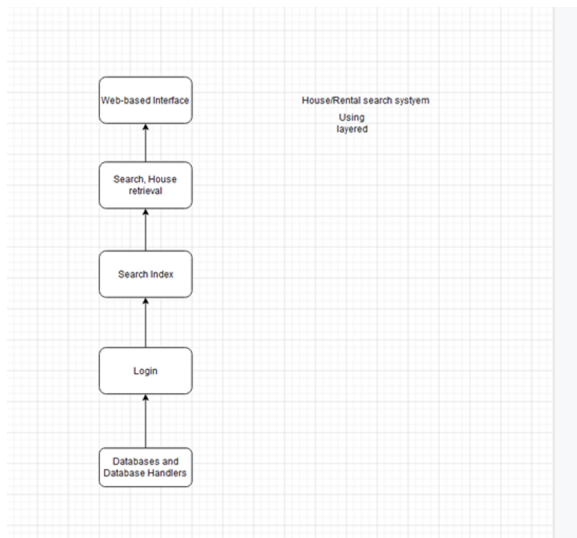 Web-based Interface
House/Rental search systyem
Using
layered
Search, House
retrieval
Search Index
Login
Databases and
Database Handlers